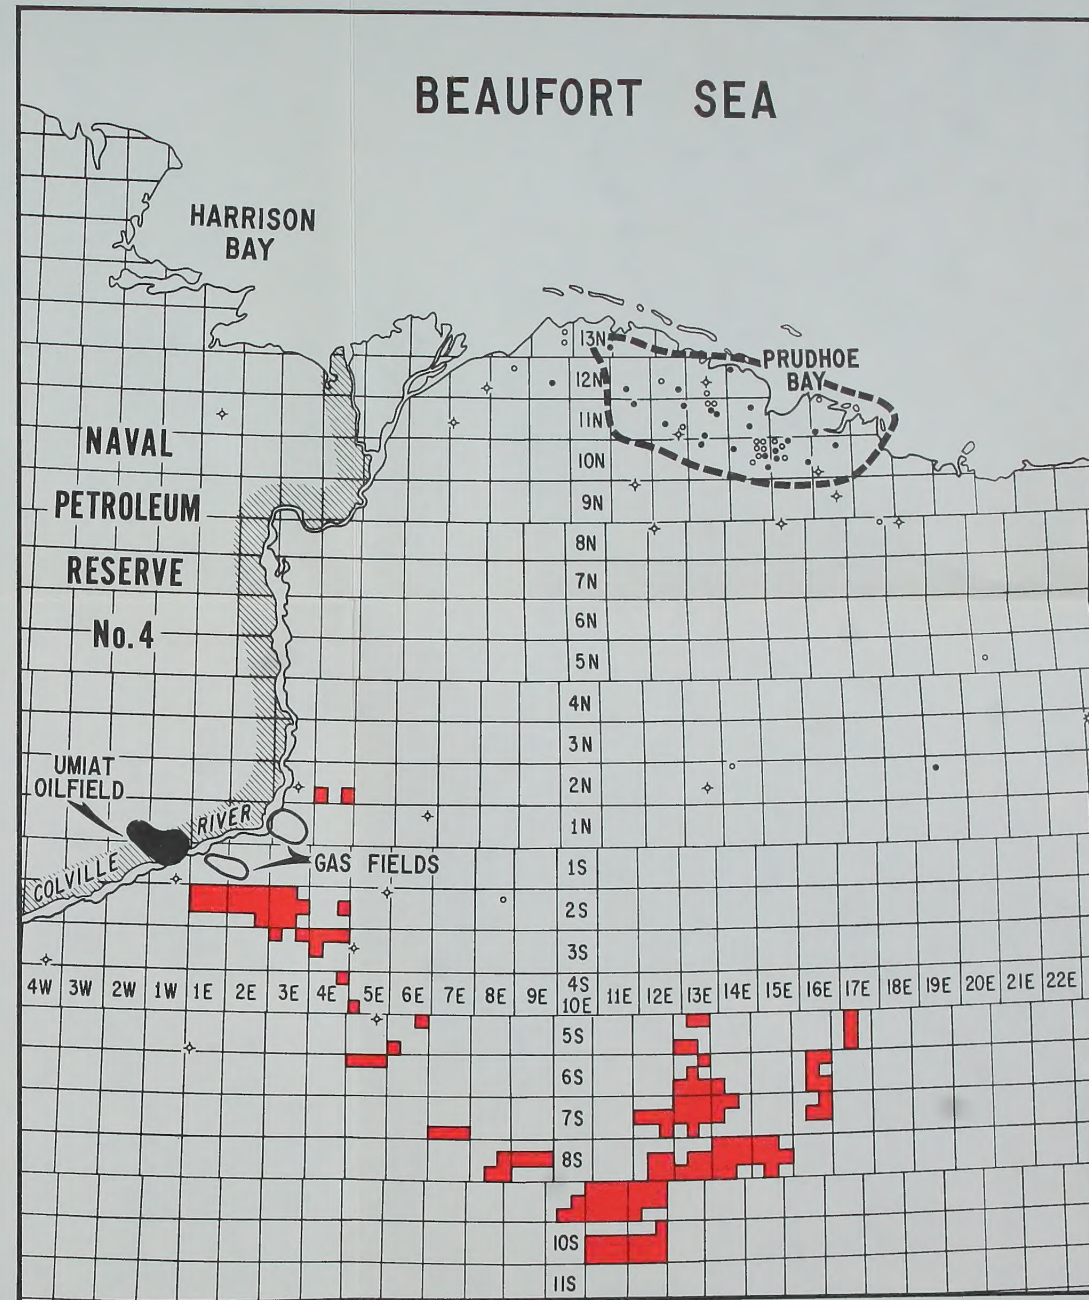 BEAUFORT SEA
HARRISON
BAY
PRUDHOE
BAY
NAVAL
PETROLEUM
RESERVE
No. 4
UMIAT
OILFIELD
COLVILLE RIVER
GAS FIELDS
13N
12N
11N
10N
9N
8N
7N
6N
5N
4N
3N
2N
1N
1S
2S
3S
4S
4W 3W 2W 1W 1E 2E 3E 4E 5E 6E 7E 8E 9E 10E 11E 12E 13E 14E 15E 16E 17E 18E 19E 20E 21E 22E
5S
6S
7S
8S
10S
11S